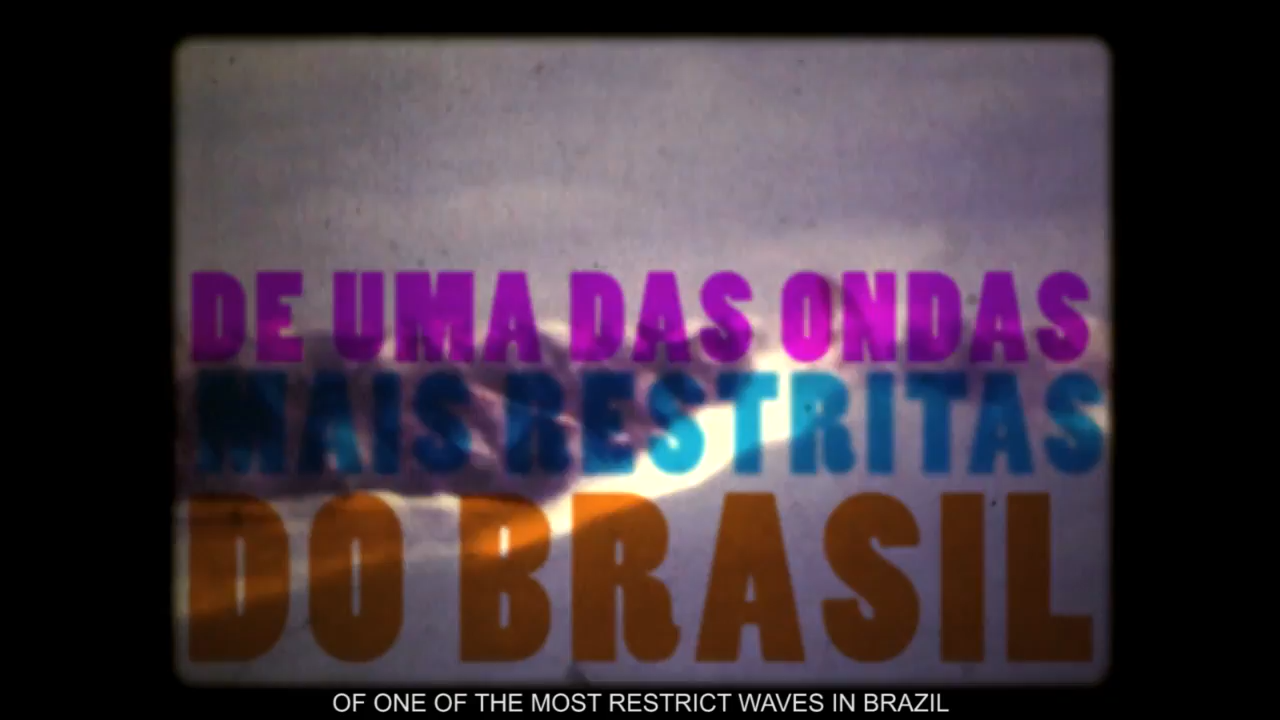 DE UMA DAS ONDAS
MAIS RESTRITAS
DO BRASIL
OF ONE OF THE MOST RESTRICT WAVES IN BRAZIL